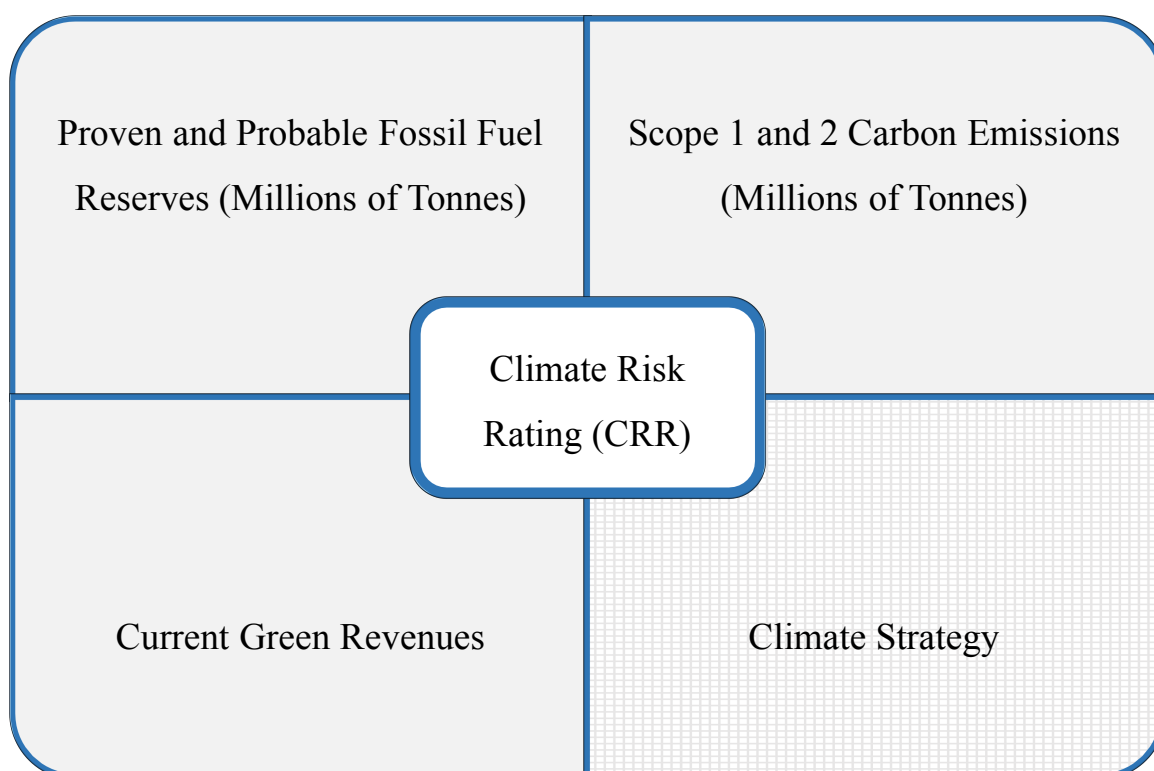 Proven and Probable Fossil Fuel
Reserves (Millions of Tonnes)
Scope 1 and 2 Carbon Emissions
(Millions of Tonnes)
Climate Risk
Rating (CRR)
Current Green Revenues
Climate Strategy